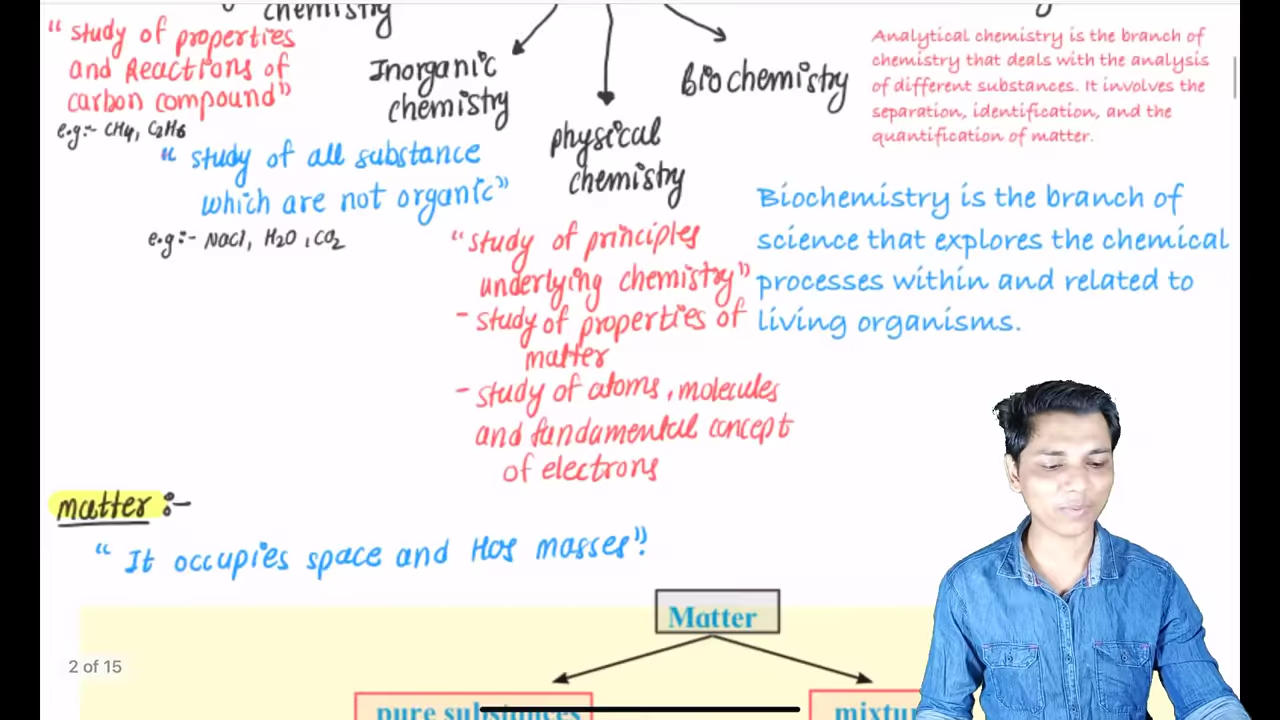 chemistry
" study of properties
and Reactions of
carbon compound"
e.g:- CH4, C2H6
Inorganic
chemistry
" study of all substance
which are not organic"
e.g:- NaCl, H2O, CO2
physical
chemistry
"study of principles
underlying chemistry"
- study of properties of
matter
- study of atoms, molecules
and fundamental concept
of electrons
Biochemistry
Analytical chemistry is the branch of
chemistry that deals with the analysis
of different substances. It involves the
separation, identification, and the
quantification of matter.
Biochemistry is the branch of
science that explores the chemical
processes within and related to
living organisms.
matter :-
" It occupies space and Has masses".
Matter
2 of 15
pure substances
mixtu